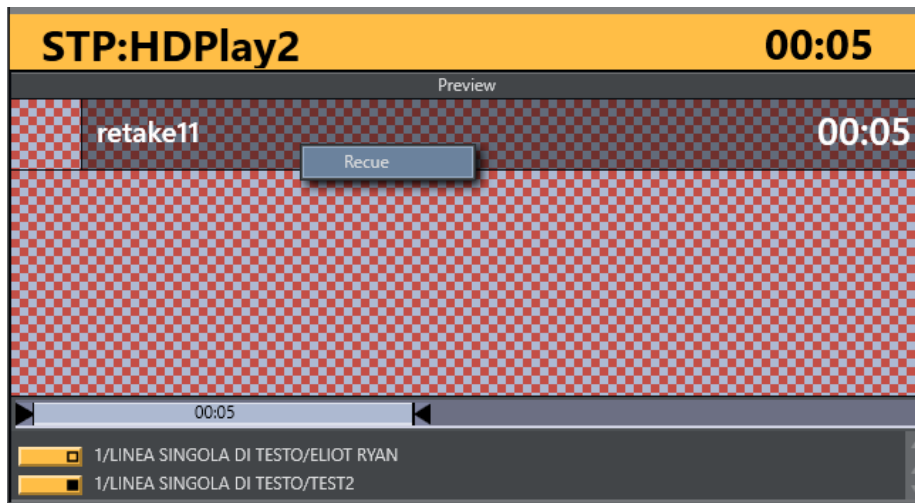 STP:HDPlay2 00:05
Preview
retake11 00:05
Recue
00:05
1/LINEA SINGOLA DI TESTO/ELIOT RYAN
1/LINEA SINGOLA DI TESTO/TEST2